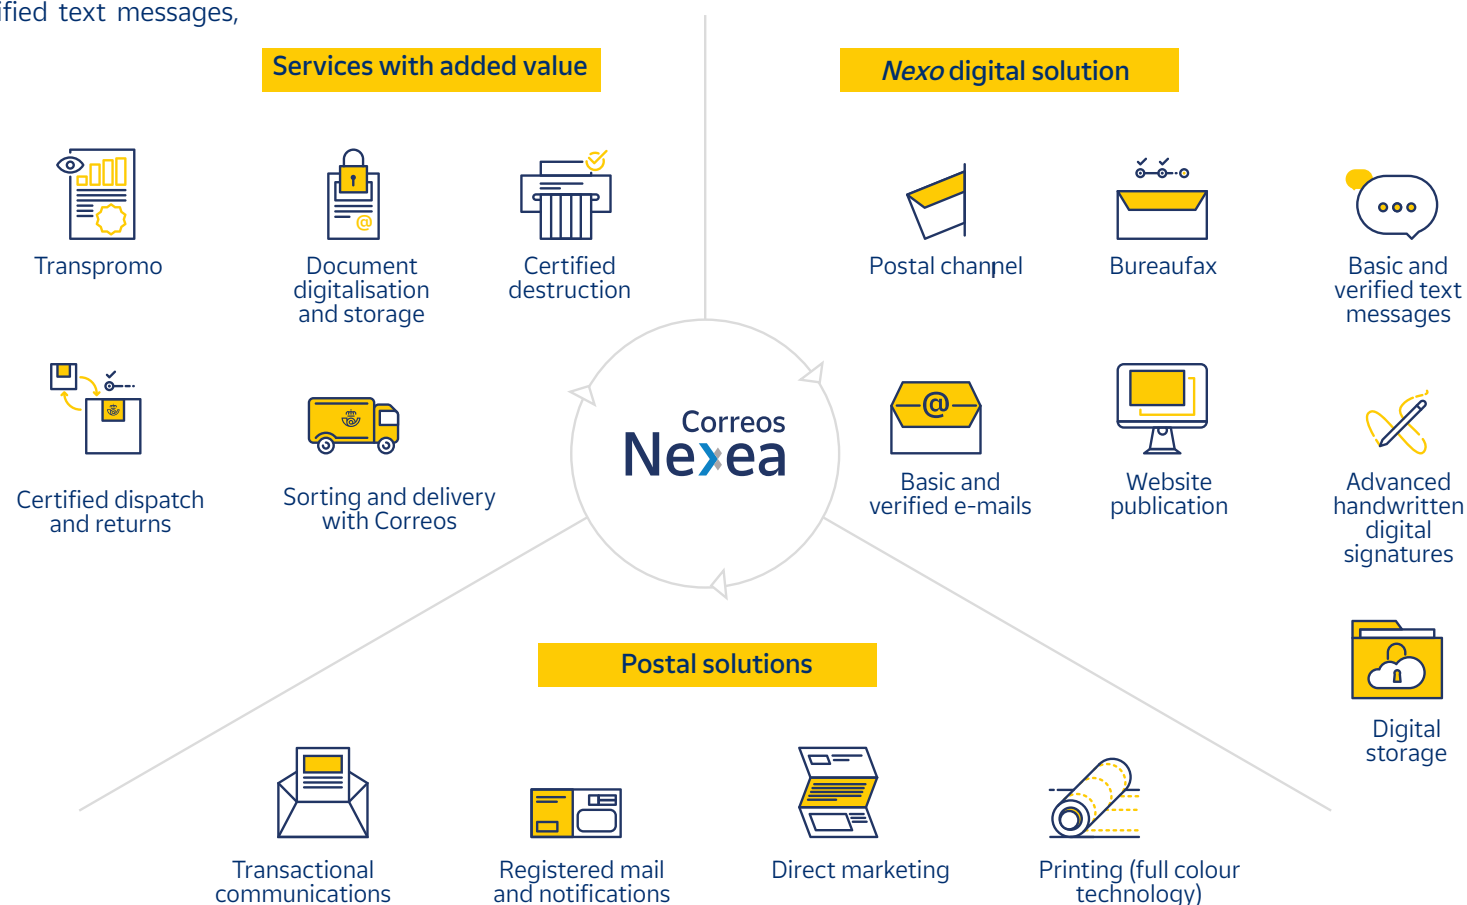 ified text messages,
Services with added value
Nexo digital solution
Transpromo
Document
digitalisation
and storage
Certified
destruction
Postal channel
Bureaufax
Basic and
verified text
messages
Certified dispatch
and returns
Sorting and delivery
with Correos
Correos
Nexea
@
Basic and
verified e-mails
Website
publication
Advanced
handwritten
digital
signatures
Postal solutions
Digital
storage
Transactional
communications
Registered mail
and notifications
Direct marketing
Printing (full colour
technology)